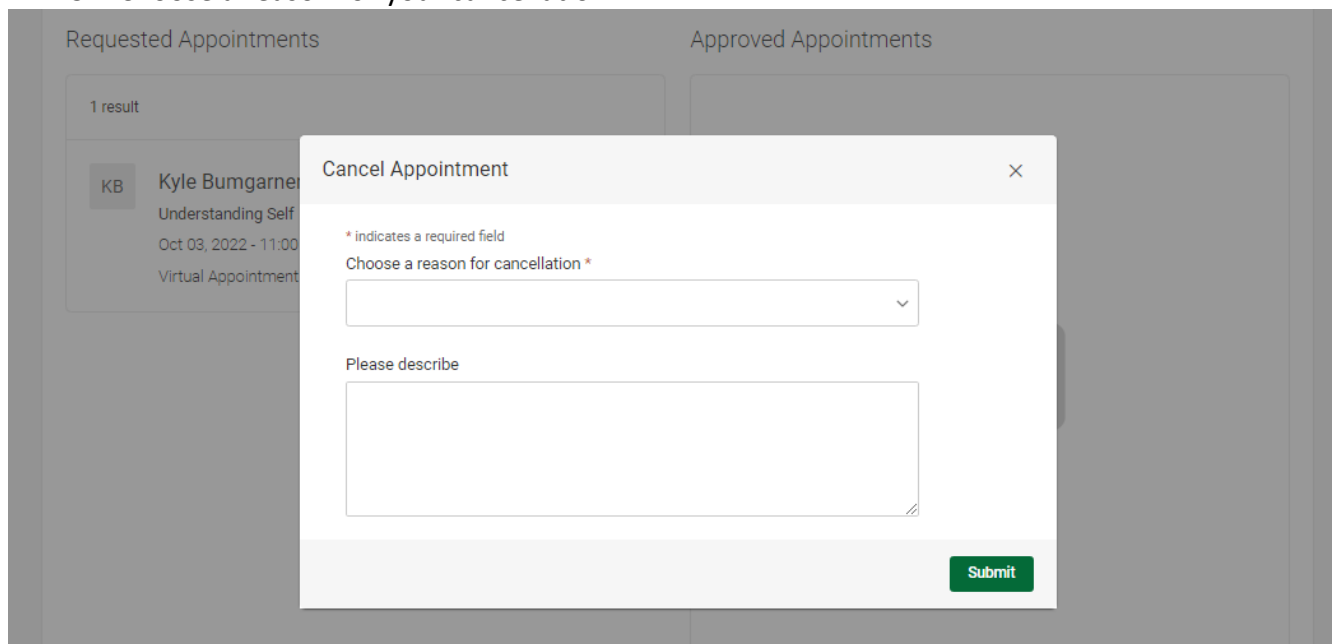 Requested Appointments
Approved Appointments
1 result
KB
Kyle Bumgarner
Understanding Self
Oct 03, 2022 - 11:00
Virtual Appointment
Cancel Appointment
* indicates a required field
Choose a reason for cancellation *
Please describe
Submit